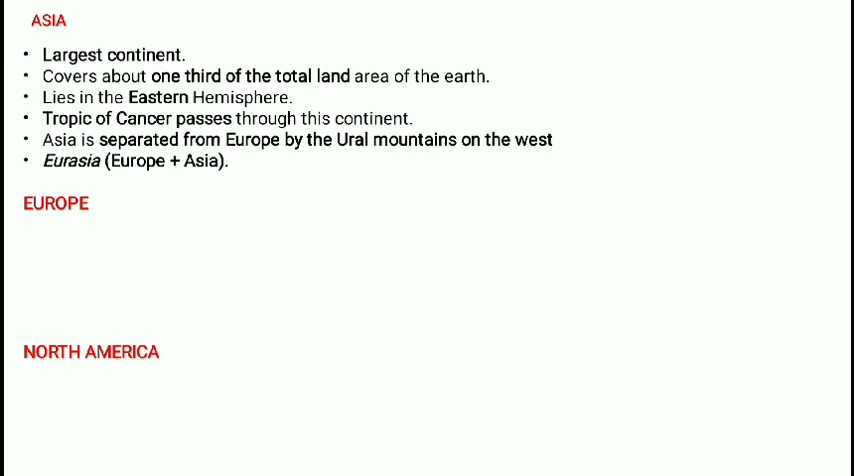 ASIA
• Largest continent.
• Covers about one third of the total land area of the earth.
• Lies in the Eastern Hemisphere.
• Tropic of Cancer passes through this continent.
• Asia is separated from Europe by the Ural mountains on the west
• Eurasia (Europe + Asia).
EUROPE
NORTH AMERICA